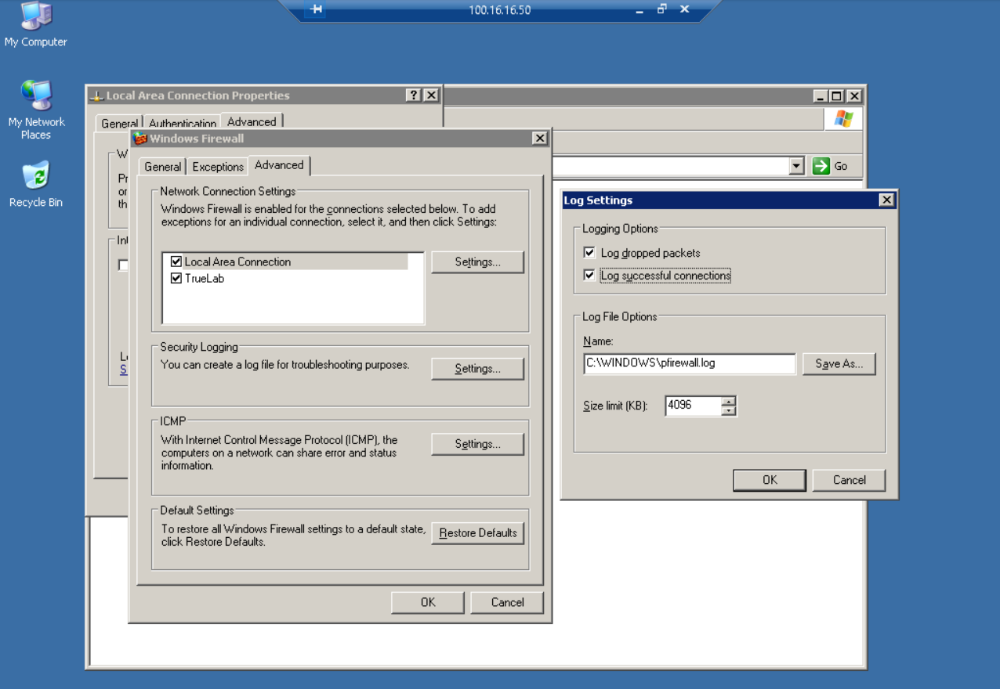 100.16.16.50
My Computer
My Network
Places
Recycle Bin
Local Area Connection Properties
General
Authentication
Advanced
Windows Firewall
General
Exceptions
Advanced
Network Connection Settings
Windows Firewall is enabled for the connections selected below. To add
exceptions for an individual connection, select it, and then click Settings:
Local Area Connection
TrueLab
Settings...
Security Logging
You can create a log file for troubleshooting purposes.
Settings...
ICMP
With Internet Control Message Protocol (ICMP), the
computers on a network can share error and status
information.
Settings...
Default Settings
To restore all Windows Firewall settings to a default state,
click Restore Defaults.
Restore Defaults
OK
Cancel
Go
Log Settings
Logging Options
Log dropped packets
Log successful connections
Log File Options
Name:
C:\WINDOWS\pfirewall.log
Save As...
Size limit (KB):
4096
OK
Cancel